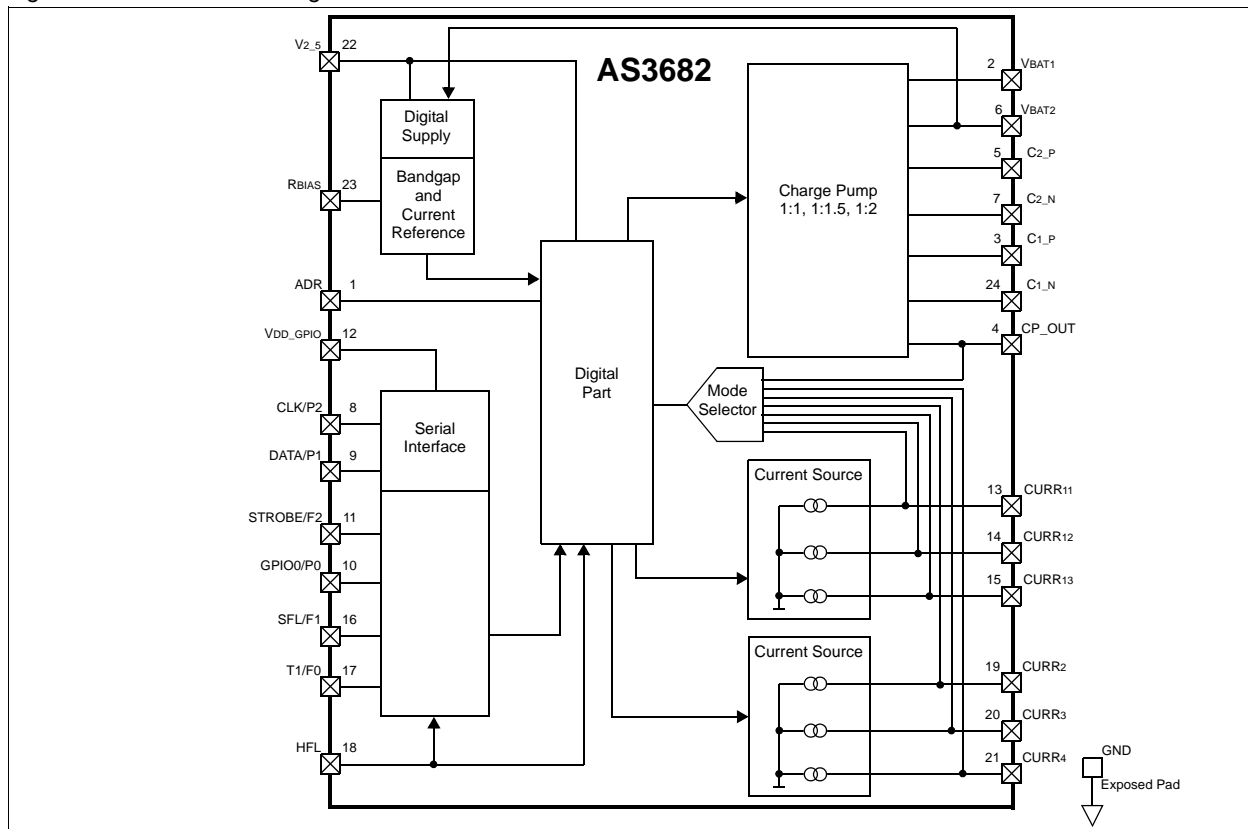 V2_5 22
AS3682
2 VBAT1
6 VBAT2
Digital
Supply
5 C2_P
RBIAS 23
Bandgap
and
Current
Reference
Charge Pump
1:1, 1:1.5, 1:2
7 C2_N
3 C1_P
ADR 1
24 C1_N
VDD_GPIO 12
4 CP_OUT
Digital
Part
Mode
Selector
CLK/P2 8
Serial
Interface
DATA/P1 9
Current Source
13 CURR11
STROBE/F2 11
14 CURR12
GPIO0/P0 10
15 CURR13
SFL/F1 16
Current Source
T1/F0 17
19 CURR2
20 CURR3
HFL 18
21 CURR4
GND
Exposed Pad